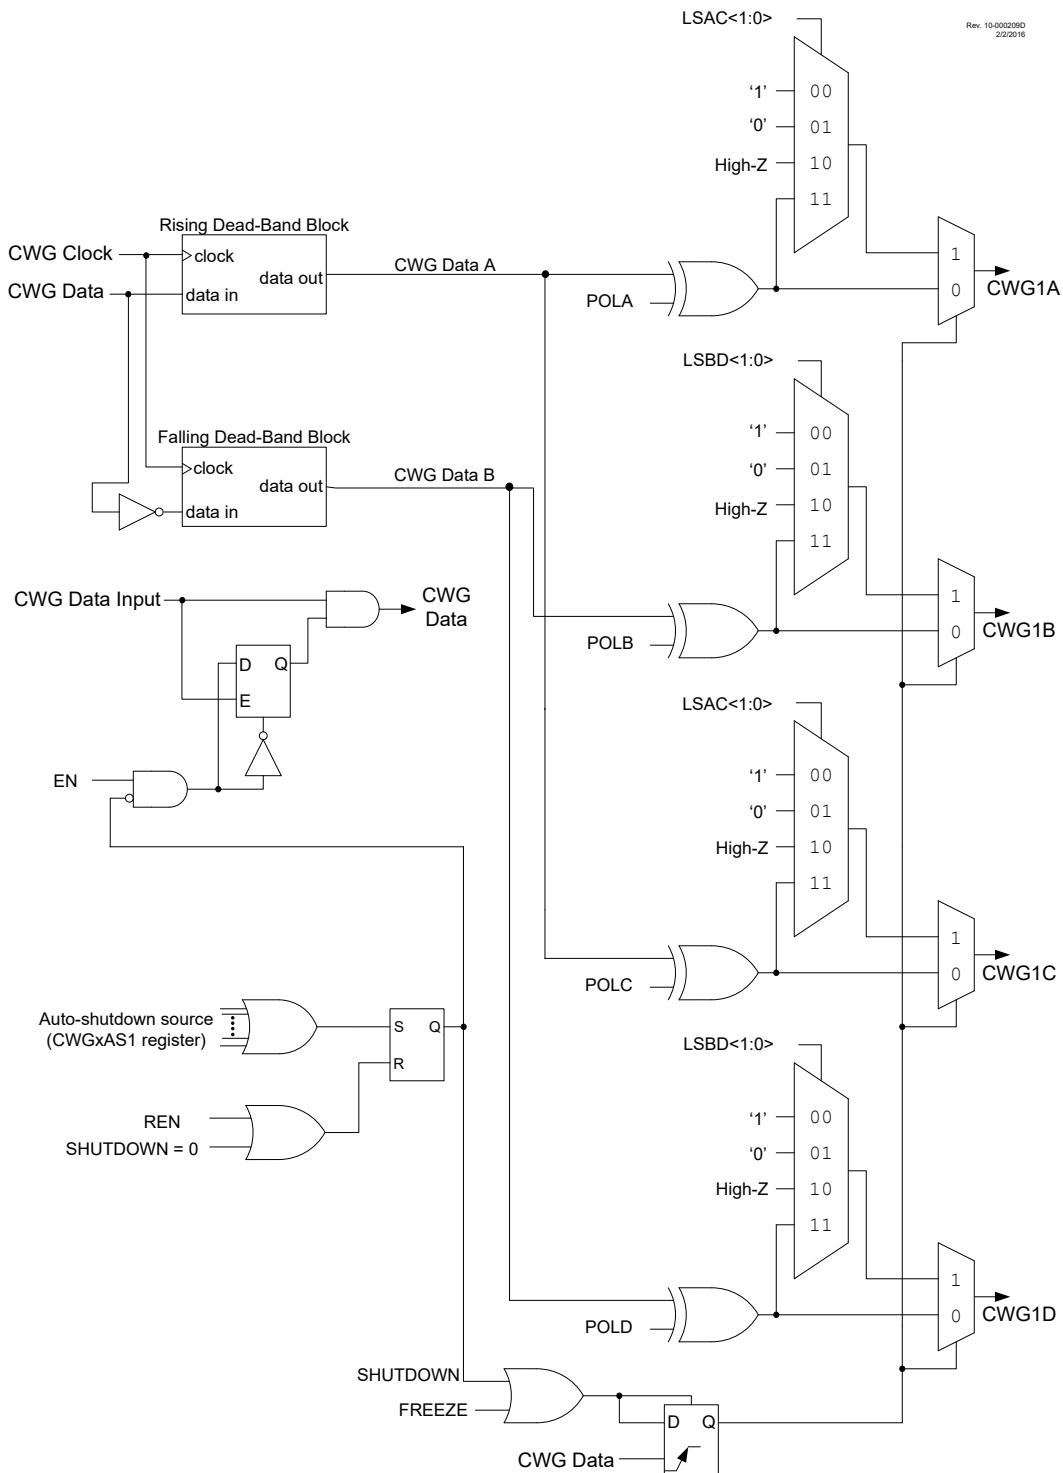 LSAC<1:0>
Rev. 10-000209D
2/2/2016
'1'
00
'0'
01
High-Z
10
11
Rising Dead-Band Block
CWG Clock
clock
data out
CWG Data
data in
CWG Data A
POLA
1
0
CWG1A
LSBD<1:0>
'1'
00
'0'
01
High-Z
10
11
Falling Dead-Band Block
clock
data out
data in
CWG Data B
POLB
1
0
CWG1B
CWG Data Input
CWG
Data
D
Q
E
EN
LSAC<1:0>
'1'
00
'0'
01
High-Z
10
11
POLC
1
0
CWG1C
Auto-shutdown source
(CWGxAS1 register)
S
Q
R
REN
SHUTDOWN = 0
LSBD<1:0>
'1'
00
'0'
01
High-Z
10
11
POLD
1
0
CWG1D
SHUTDOWN
FREEZE
D
Q
CWG Data